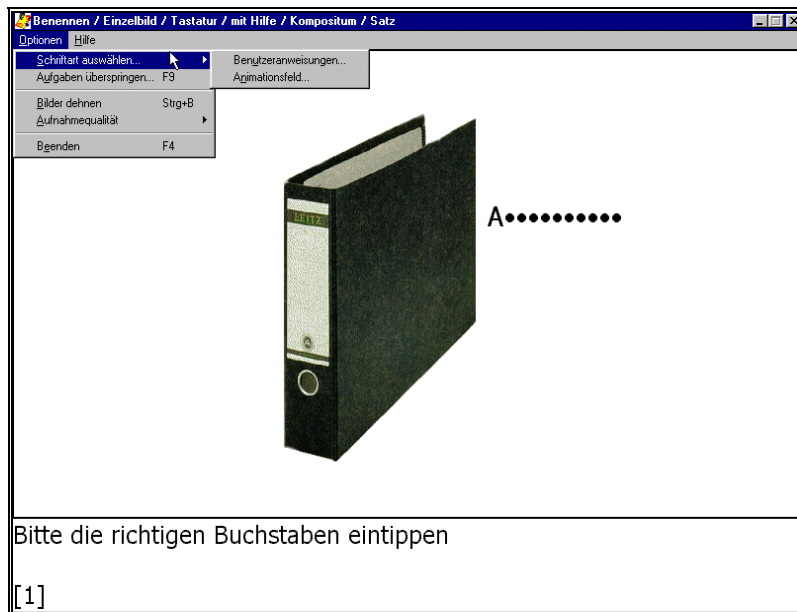 Benennen / Einzelbild / Tastatur / mit Hilfe / Kompositum / Satz
Optionen Hilfe
Schriftart auswählen...
Aufgaben überspringen... F9
Bilder dehnen Strg+B
Aufnahmequalität
Beenden F4
Benutzeranweisungen...
Animationsfeld...
LEITZ
A••••••••••
Bitte die richtigen Buchstaben eintippen
[1]